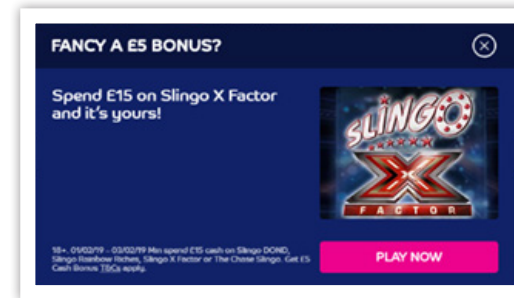 FANCY A £5 BONUS?
Spend £15 on Slingo X Factor
and it's yours!
SLINGO
X
FACTOR
18+. 01/02/19 - 03/02/19 Min spend £15 cash on Slingo DOND,
Slingo Rainbow Riches, Slingo X Factor or The Chase Slingo. Get £5
Cash Bonus T&Cs apply.
PLAY NOW